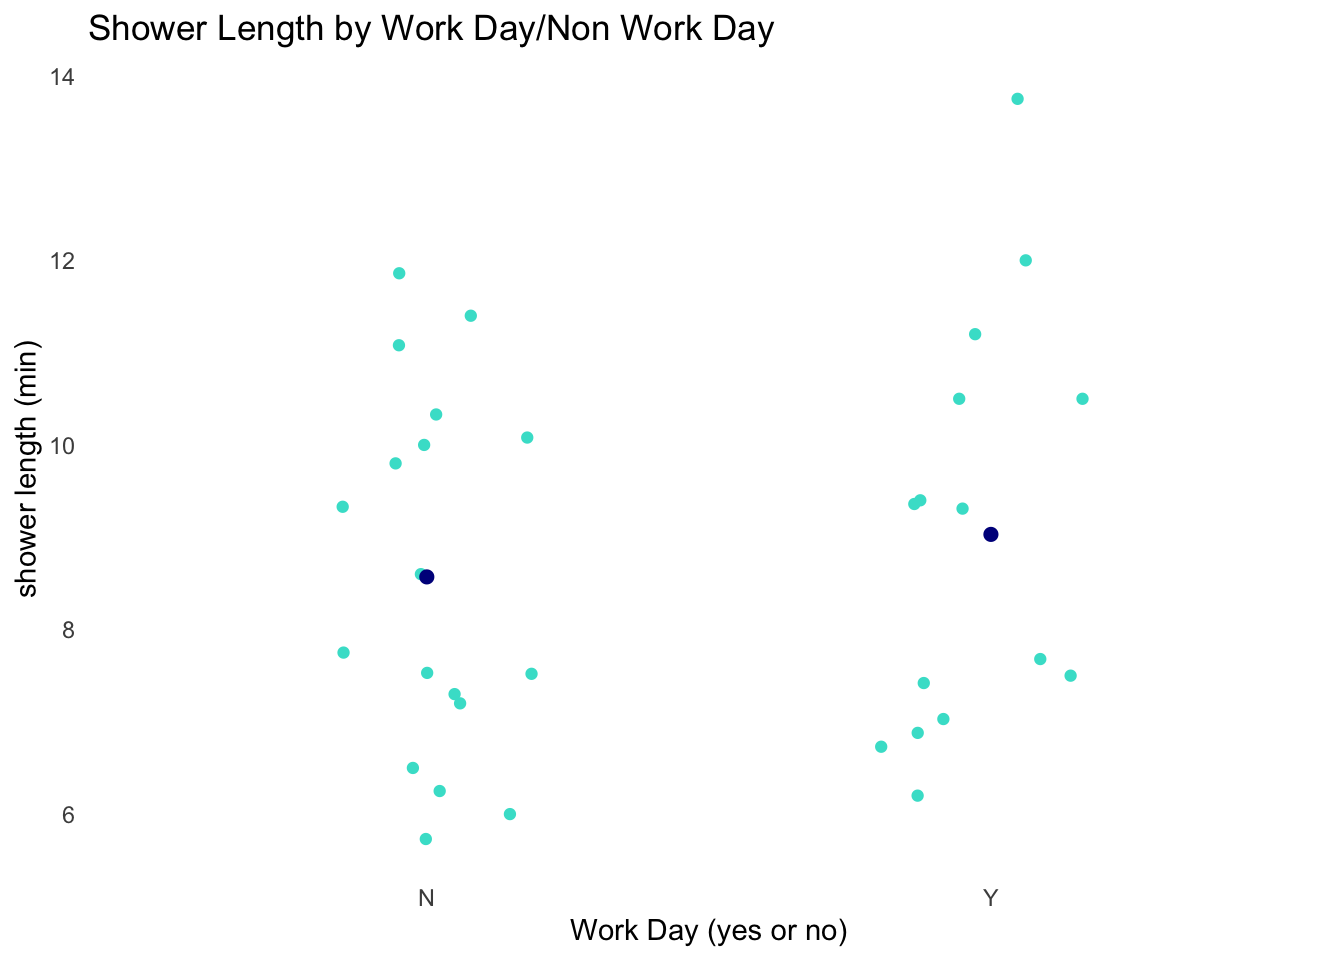 Shower Length by Work Day/Non Work Day
14
12
10
8
6
shower length (min)
N
Y
Work Day (yes or no)